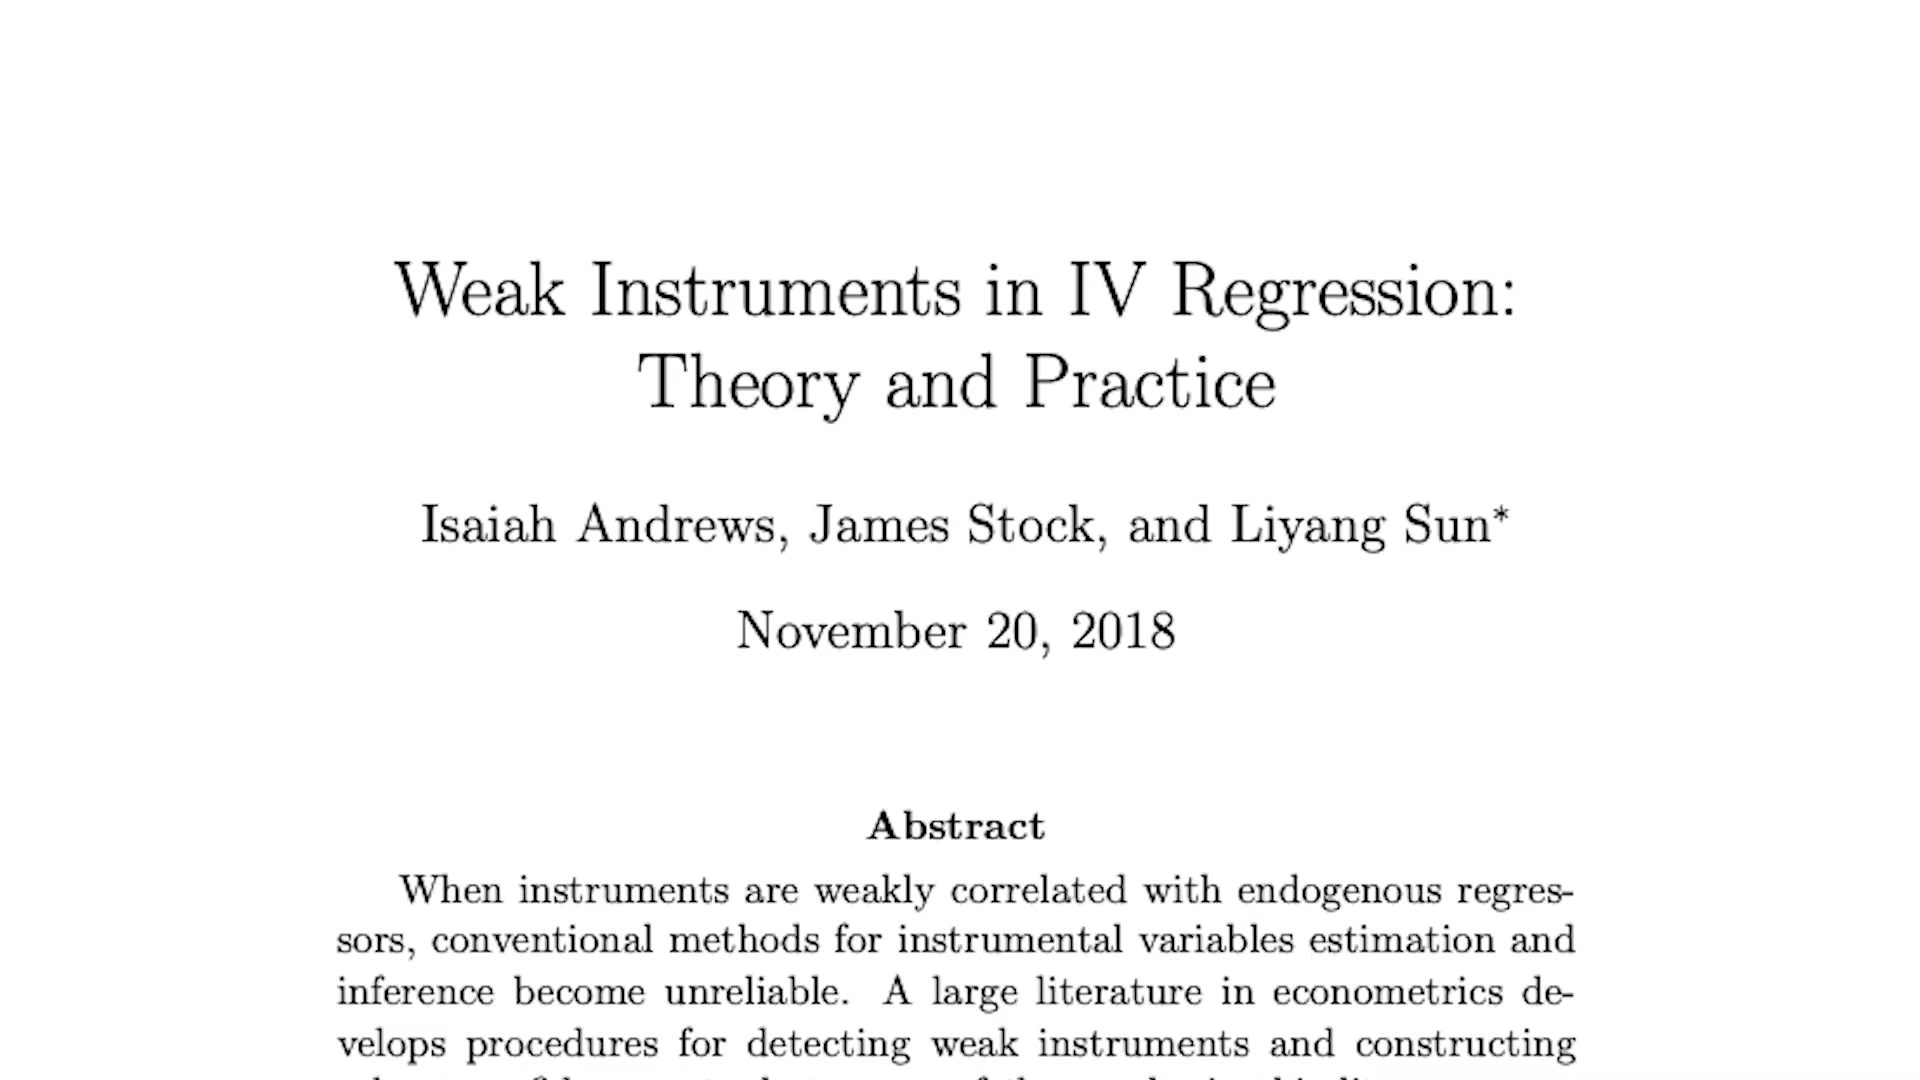 Weak Instruments in IV Regression:
Theory and Practice
Isaiah Andrews, James Stock, and Liyang Sun*
November 20, 2018
Abstract
When instruments are weakly correlated with endogenous regres-
sors, conventional methods for instrumental variables estimation and
inference become unreliable. A large literature in econometrics de-
velops procedures for detecting weak instruments and constructing